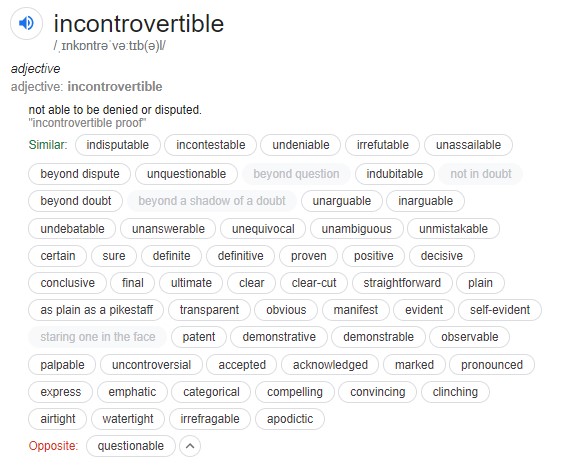 incontrovertible
/ˌɪnkɒntrəˈvəːtɪb(ə)l/
adjective
adjective: incontrovertible
not able to be denied or disputed.
"incontrovertible proof"
Similar: indisputable incontestable undeniable irrefutable unassailable
beyond dispute unquestionable beyond question indubitable not in doubt
beyond doubt beyond a shadow of a doubt unarguable inarguable
undebatable unanswerable unequivocal unambiguous unmistakable
certain sure definite definitive proven positive decisive
conclusive final ultimate clear clear-cut straightforward plain
as plain as a pikestaff transparent obvious manifest evident self-evident
staring one in the face patent demonstrative demonstrable observable
palpable uncontroversial accepted acknowledged marked pronounced
express emphatic categorical compelling convincing clinching
airtight watertight irrefragable apodictic
Opposite: questionable